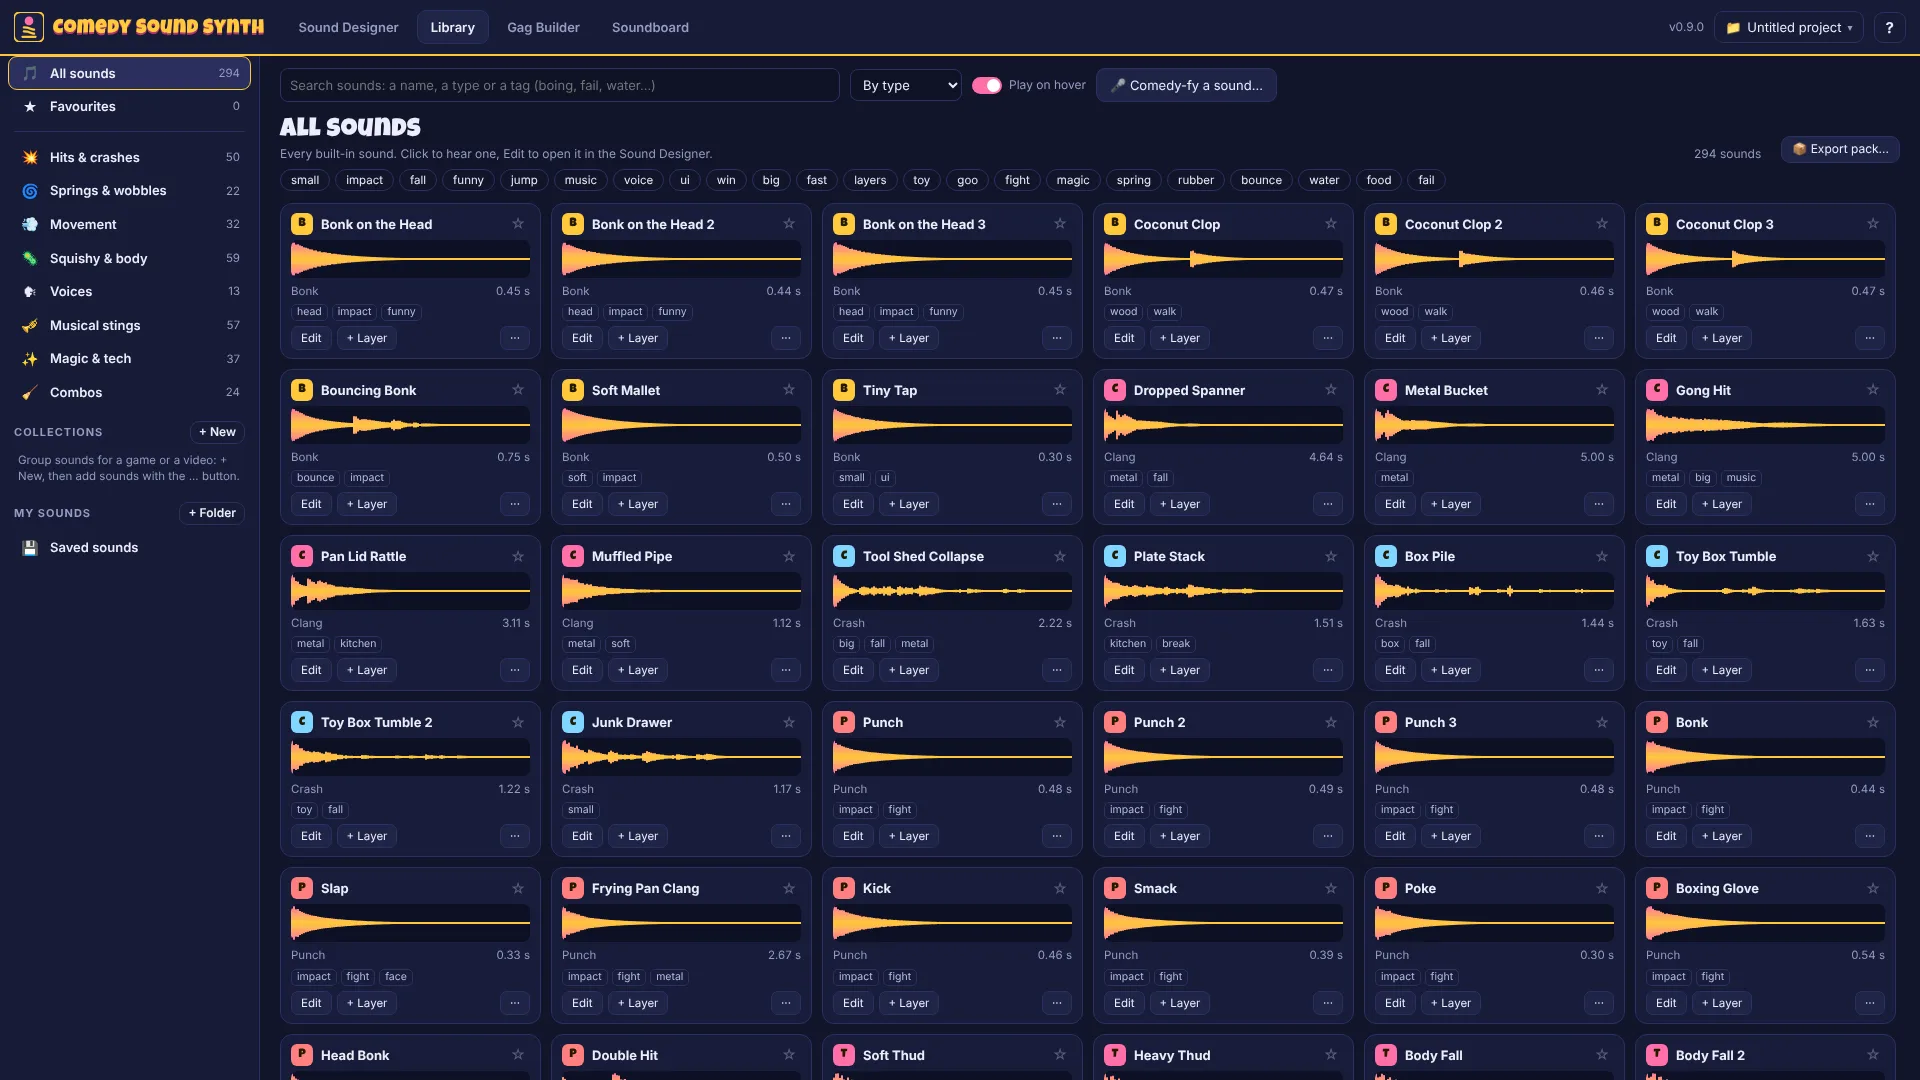 Comedy Sound Synth
Sound Designer
Library
Gag Builder
Soundboard
v0.9.0
Untitled project
?
All sounds 294
Favourites 0
Hits & crashes 50
Springs & wobbles 22
Movement 32
Squishy & body 59
Voices 13
Musical stings 57
Magic & tech 37
Combos 24
COLLECTIONS + New
Group sounds for a game or a video: +
New, then add sounds with the ... button.
MY SOUNDS + Folder
Saved sounds
Search sounds: a name, a type or a tag (boing, fail, water...)
By type
Play on hover
Comedy-fy a sound...
All sounds
Every built-in sound. Click to hear one, Edit to open it in the Sound Designer.
294 sounds
Export pack...
small impact fall funny jump music voice ui win big fast layers toy goo fight magic spring rubber bounce water food fail
B Bonk on the Head B Bonk on the Head 2 B Bonk on the Head 3 B Coconut Clop B Coconut Clop 2 B Coconut Clop 3
Bonk 0.45 s Bonk 0.44 s Bonk 0.45 s Bonk 0.47 s Bonk 0.46 s Bonk 0.47 s
head impact funny head impact funny head impact funny wood walk wood walk wood walk
Edit + Layer ... Edit + Layer ... Edit + Layer ... Edit + Layer ... Edit + Layer ... Edit + Layer ...
B Bouncing Bonk B Soft Mallet B Tiny Tap C Dropped Spanner C Metal Bucket C Gong Hit
Bonk 0.75 s Bonk 0.50 s Bonk 0.30 s Clang 4.64 s Clang 5.00 s Clang 5.00 s
bounce impact soft impact small ui metal fall metal metal big music
Edit + Layer ... Edit + Layer ... Edit + Layer ... Edit + Layer ... Edit + Layer ... Edit + Layer ...
C Pan Lid Rattle C Muffled Pipe C Tool Shed Collapse C Plate Stack C Box Pile C Toy Box Tumble
Clang 3.11 s Clang 1.12 s Crash 2.22 s Crash 1.51 s Crash 1.44 s Crash 1.63 s
metal kitchen metal soft big fall metal kitchen break box fall toy fall
Edit + Layer ... Edit + Layer ... Edit + Layer ... Edit + Layer ... Edit + Layer ... Edit + Layer ...
C Toy Box Tumble 2 C Junk Drawer P Punch P Punch 2 P Punch 3 P Bonk
Crash 1.22 s Crash 1.17 s Punch 0.48 s Punch 0.49 s Punch 0.48 s Punch 0.44 s
toy fall small impact fight impact fight impact fight impact fight
Edit + Layer ... Edit + Layer ... Edit + Layer ... Edit + Layer ... Edit + Layer ... Edit + Layer ...
P Slap P Frying Pan Clang P Kick P Smack P Poke P Boxing Glove
Punch 0.33 s Punch 2.67 s Punch 0.46 s Punch 0.39 s Punch 0.30 s Punch 0.54 s
impact fight face impact fight metal impact fight impact fight impact fight impact fight
Edit + Layer ... Edit + Layer ... Edit + Layer ... Edit + Layer ... Edit + Layer ... Edit + Layer ...
P Head Bonk P Double Hit T Soft Thud T Heavy Thud T Body Fall T Body Fall 2